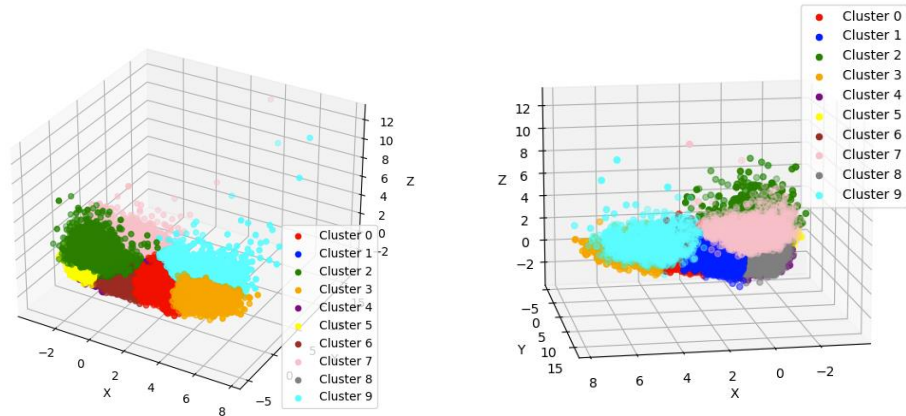 12
10
8
6
4
2
0
−2
Z
−2
0
2
4
6
8
X
−5
0
5
15
Cluster 0
Cluster 1
Cluster 2
Cluster 3
Cluster 4
Cluster 5
Cluster 6
Cluster 7
Cluster 8
Cluster 9
12
10
8
6
4
2
0
−2
Z
−5
0
5
10
15
Y
8
6
4
2
0
−2
X
Cluster 0
Cluster 1
Cluster 2
Cluster 3
Cluster 4
Cluster 5
Cluster 6
Cluster 7
Cluster 8
Cluster 9